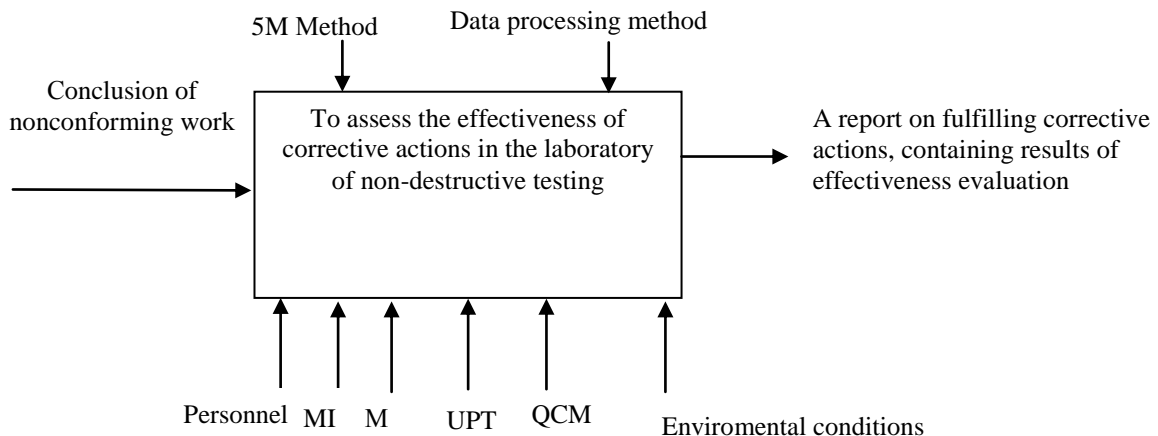 5M Method
Data processing method
Conclusion of
nonconforming work
To assess the effectiveness of
corrective actions in the laboratory
of non-destructive testing
A report on fulfilling corrective
actions, containing results of
effectiveness evaluation
Personnel
MI
M
UPT
QCM
Enviromental conditions